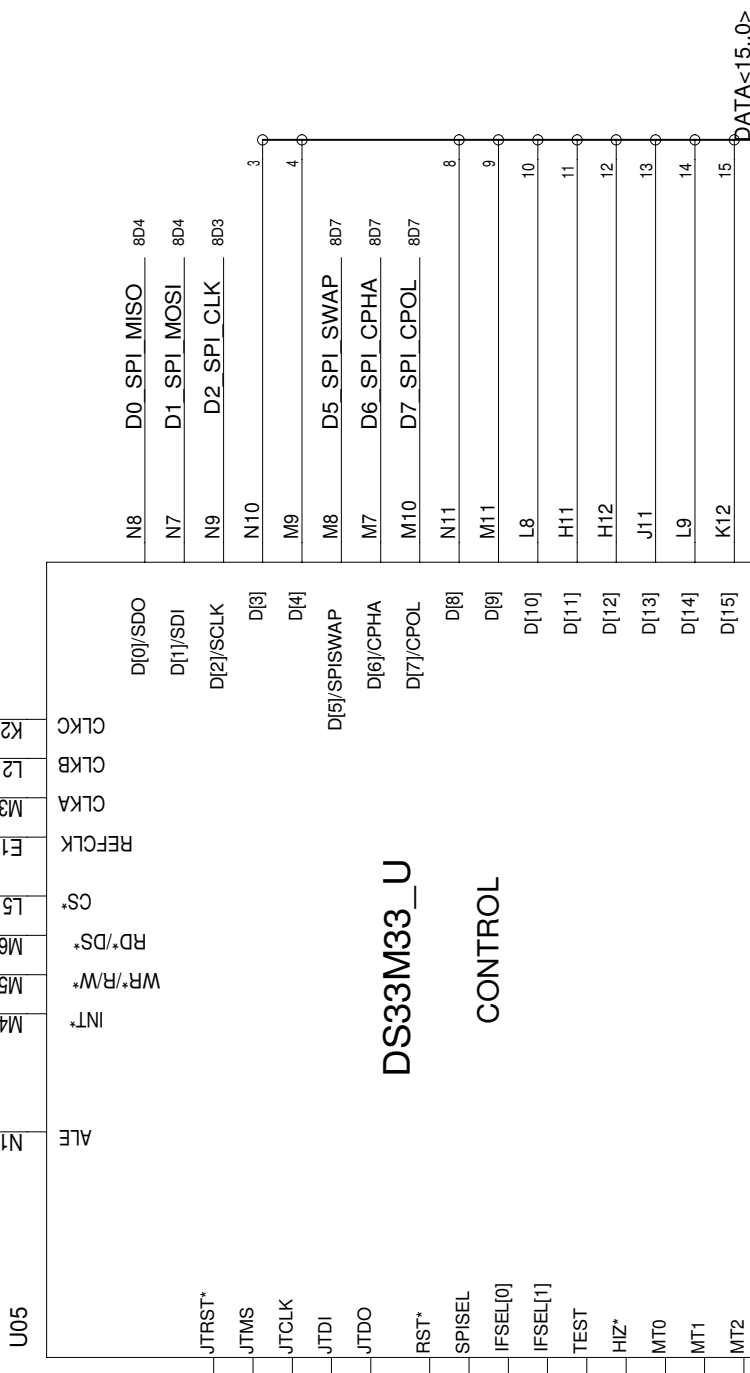 DATA<15..0>
3
4
8
9
10
11
12
13
14
15
D0_SPI_MISO 8D4
D1_SPI_MOSI 8D4
D2_SPI_CLK 8D3
D5_SPI_SWAP 8D7
D6_SPI_CPHA 8D7
D7_SPI_CPOL 8D7
N8
N7
N9
N10
M9
M8
M7
M10
N11
M11
L8
H11
H12
J11
L9
K12
D[0]/SDO
D[1]/SDI
D[2]/SCLK
D[3]
D[4]
D[5]/SPISWAP
D[6]/CPHA
D[7]/CPOL
D[8]
D[9]
D[10]
D[11]
D[12]
D[13]
D[14]
D[15]
K2 CLKC
L2 CLKB
M3 CLKA
E1 REFCLK
L5 CS*
M6 RD*/DS*
M5 WR*/R/W*
M4 INT*
N1 ALE
DS33M33_U
CONTROL
U05
JTRST*
JTMS
JTCLK
JTDI
JTDO
RST*
SPISEL
IFSEL[0]
IFSEL[1]
TEST
HIZ*
MT0
MT1
MT2